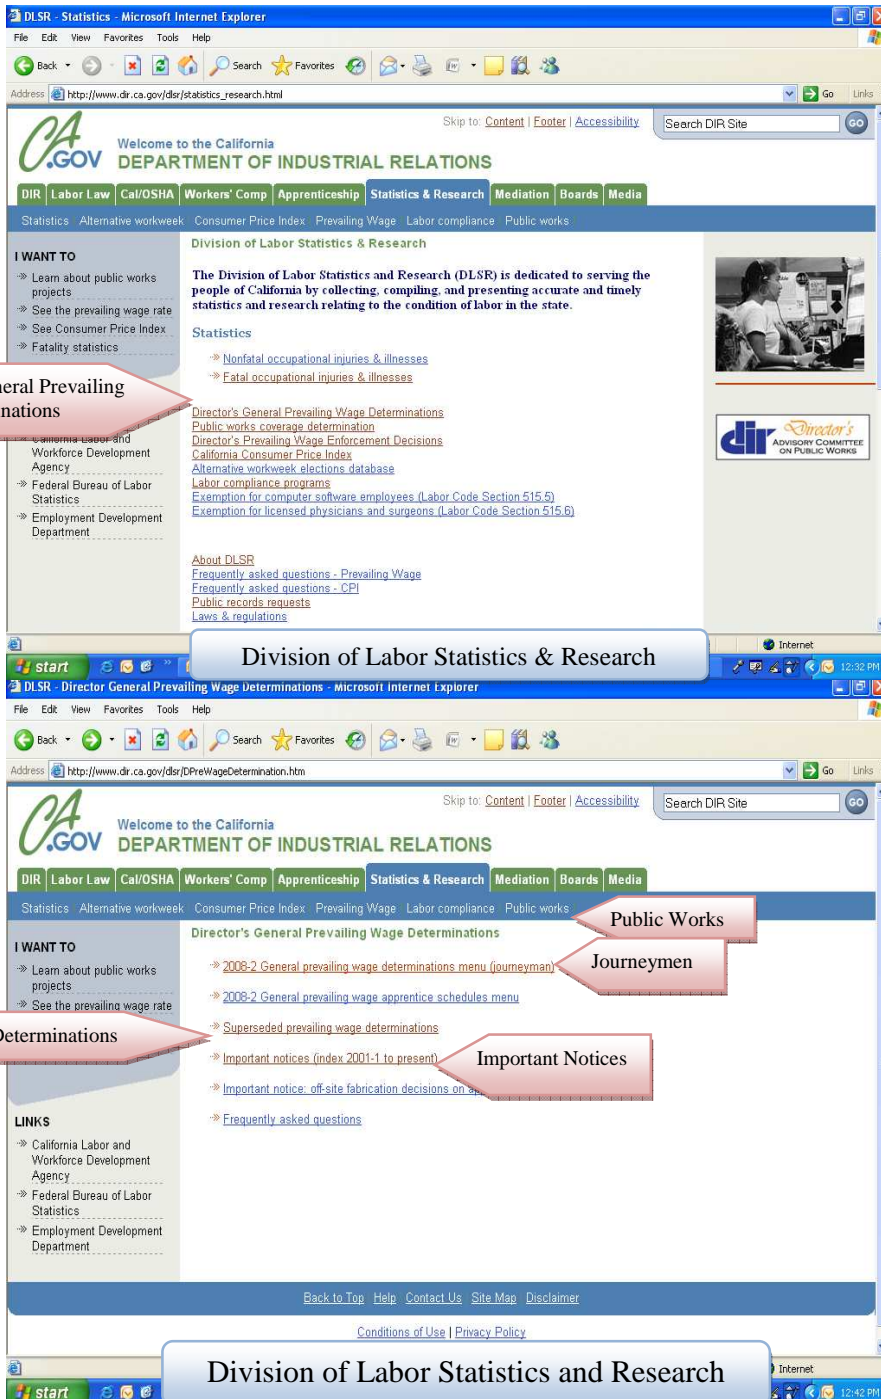 DLSR - Statistics - Microsoft Internet Explorer
File Edit View Favorites Tools Help
Back Search Favorites
Address http://www.dir.ca.gov/dlsr/statistics_research.html Go Links
Skip to: Content | Footer | Accessibility Search DIR Site GO
CA.GOV
Welcome to the California
DEPARTMENT OF INDUSTRIAL RELATIONS
DIR Labor Law Cal/OSHA Workers' Comp Apprenticeship Statistics & Research Mediation Boards Media
Statistics Alternative workweek Consumer Price Index Prevailing Wage Labor compliance Public works
I WANT TO
Learn about public works
projects
See the prevailing wage rate
See Consumer Price Index
Fatality statistics
neral Prevailing
inations
California Labor and
Workforce Development
Agency
Federal Bureau of Labor
Statistics
Employment Development
Department
Division of Labor Statistics & Research
The Division of Labor Statistics and Research (DLSR) is dedicated to serving the
people of California by collecting, compiling, and presenting accurate and timely
statistics and research relating to the condition of labor in the state.
Statistics
Nonfatal occupational injuries & illnesses
Fatal occupational injuries & illnesses
Director's General Prevailing Wage Determinations
Public works coverage determination
Director's Prevailing Wage Enforcement Decisions
California Consumer Price Index
Alternative workweek elections database
Labor compliance programs
Exemption for computer software employees (Labor Code Section 515.5)
Exemption for licensed physicians and surgeons (Labor Code Section 515.6)
About DLSR
Frequently asked questions - Prevailing Wage
Frequently asked questions - CPI
Public records requests
Laws & regulations
dir Director's
ADVISORY COMMITTEE
ON PUBLIC WORKS
Division of Labor Statistics & Research
Internet
start 12:32 PM
DLSR - Director General Prevailing Wage Determinations - Microsoft Internet Explorer
File Edit View Favorites Tools Help
Back Search Favorites
Address http://www.dir.ca.gov/dlsr/DPreWageDetermination.htm Go Links
Skip to: Content | Footer | Accessibility Search DIR Site GO
CA.GOV
Welcome to the California
DEPARTMENT OF INDUSTRIAL RELATIONS
DIR Labor Law Cal/OSHA Workers' Comp Apprenticeship Statistics & Research Mediation Boards Media
Statistics Alternative workweek Consumer Price Index Prevailing Wage Labor compliance Public works
Public Works
I WANT TO
Learn about public works
projects
See the prevailing wage rate
Determinations
LINKS
California Labor and
Workforce Development
Agency
Federal Bureau of Labor
Statistics
Employment Development
Department
Director's General Prevailing Wage Determinations
2008-2 General prevailing wage determinations menu (journeyman)
Journeymen
2008-2 General prevailing wage apprentice schedules menu
Superseded prevailing wage determinations
Important notices (index 2001-1 to present)
Important Notices
Important notice: off-site fabrication decisions on
Frequently asked questions
Back to Top Help Contact Us Site Map Disclaimer
Conditions of Use | Privacy Policy
Division of Labor Statistics and Research
Internet
start 12:42 PM